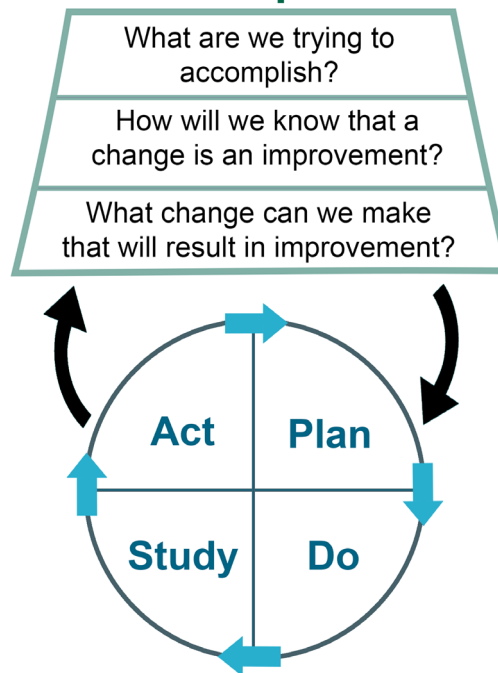 What are we trying to
accomplish?
How will we know that a
change is an improvement?
What change can we make
that will result in improvement?
Act
Plan
Study
Do